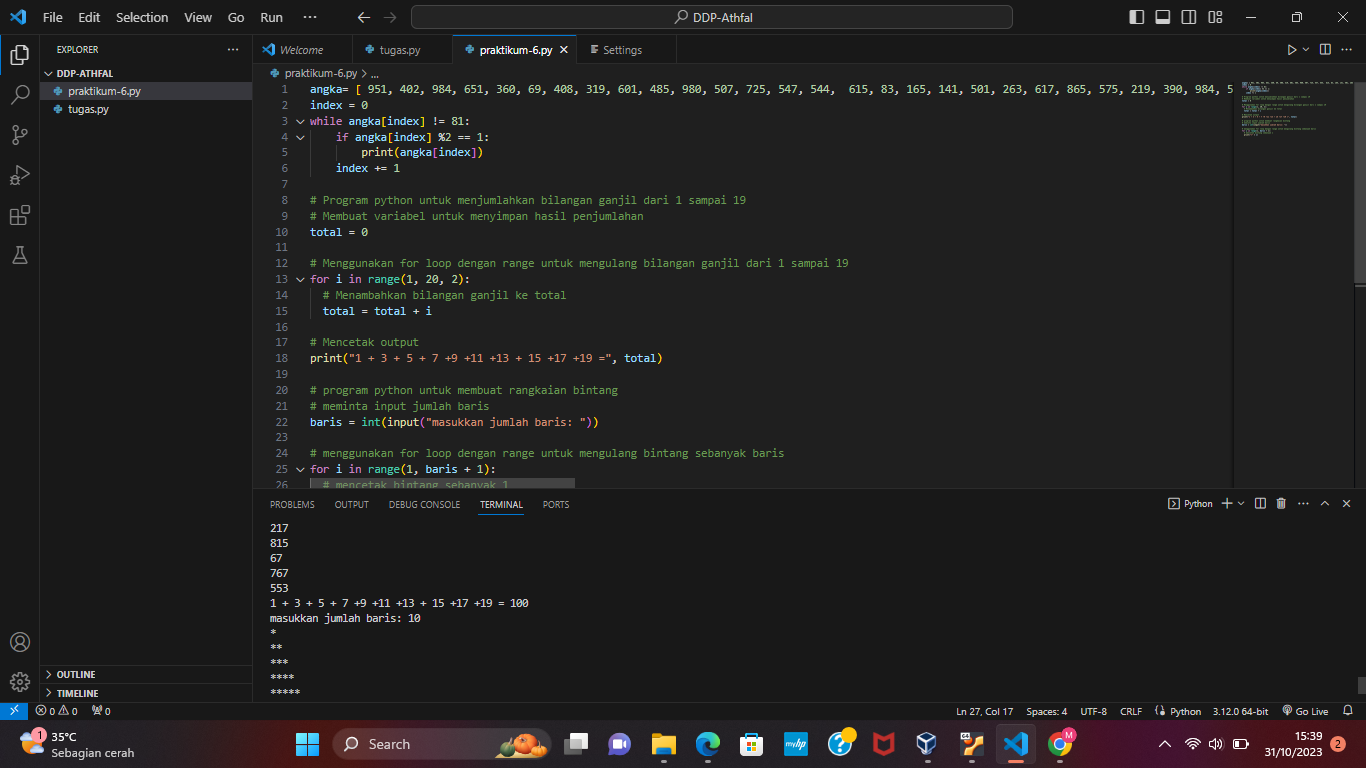 File Edit Selection View Go Run ··· DDP-Athfal
EXPLORER ···
DDP-ATHFAL
praktikum-6.py
tugas.py
OUTLINE
TIMELINE
Welcome tugas.py praktikum-6.py Settings
praktikum-6.py > ...
1 angka= [ 951, 402, 984, 651, 360, 69, 408, 319, 601, 485, 980, 507, 725, 547, 544,  615, 83, 165, 141, 501, 263, 617, 865, 575, 219, 390, 984, 5
2 index = 0
3 while angka[index] != 81:
4 if angka[index] %2 == 1:
5 print(angka[index])
6 index += 1
7
8 # Program python untuk menjumlahkan bilangan ganjil dari 1 sampai 19
9 # Membuat variabel untuk menyimpan hasil penjumlahan
10 total = 0
11
12 # Menggunakan for loop dengan range untuk mengulang bilangan ganjil dari 1 sampai 19
13 for i in range(1, 20, 2):
14 # Menambahkan bilangan ganjil ke total
15 total = total + i
16
17 # Mencetak output
18 print("1 + 3 + 5 + 7 +9 +11 +13 + 15 +17 +19 =", total)
19
20 # program python untuk membuat rangkaian bintang
21 # meminta input jumlah baris
22 baris = int(input("masukkan jumlah baris: "))
23
24 # menggunakan for loop dengan range untuk mengulang bintang sebanyak baris
25 for i in range(1, baris + 1):
26 # mencetak bintang sebanyak 1
PROBLEMS OUTPUT DEBUG CONSOLE TERMINAL PORTS Python
217
815
67
767
553
1 + 3 + 5 + 7 +9 +11 +13 + 15 +17 +19 = 100
masukkan jumlah baris: 10
*
**
***
****
*****
0 0 0 Ln 27, Col 17 Spaces: 4 UTF-8 CRLF Python 3.12.0 64-bit Go Live
1 35°C
Sebagian cerah
Search
myhp
M
15:39
31/10/2023
2